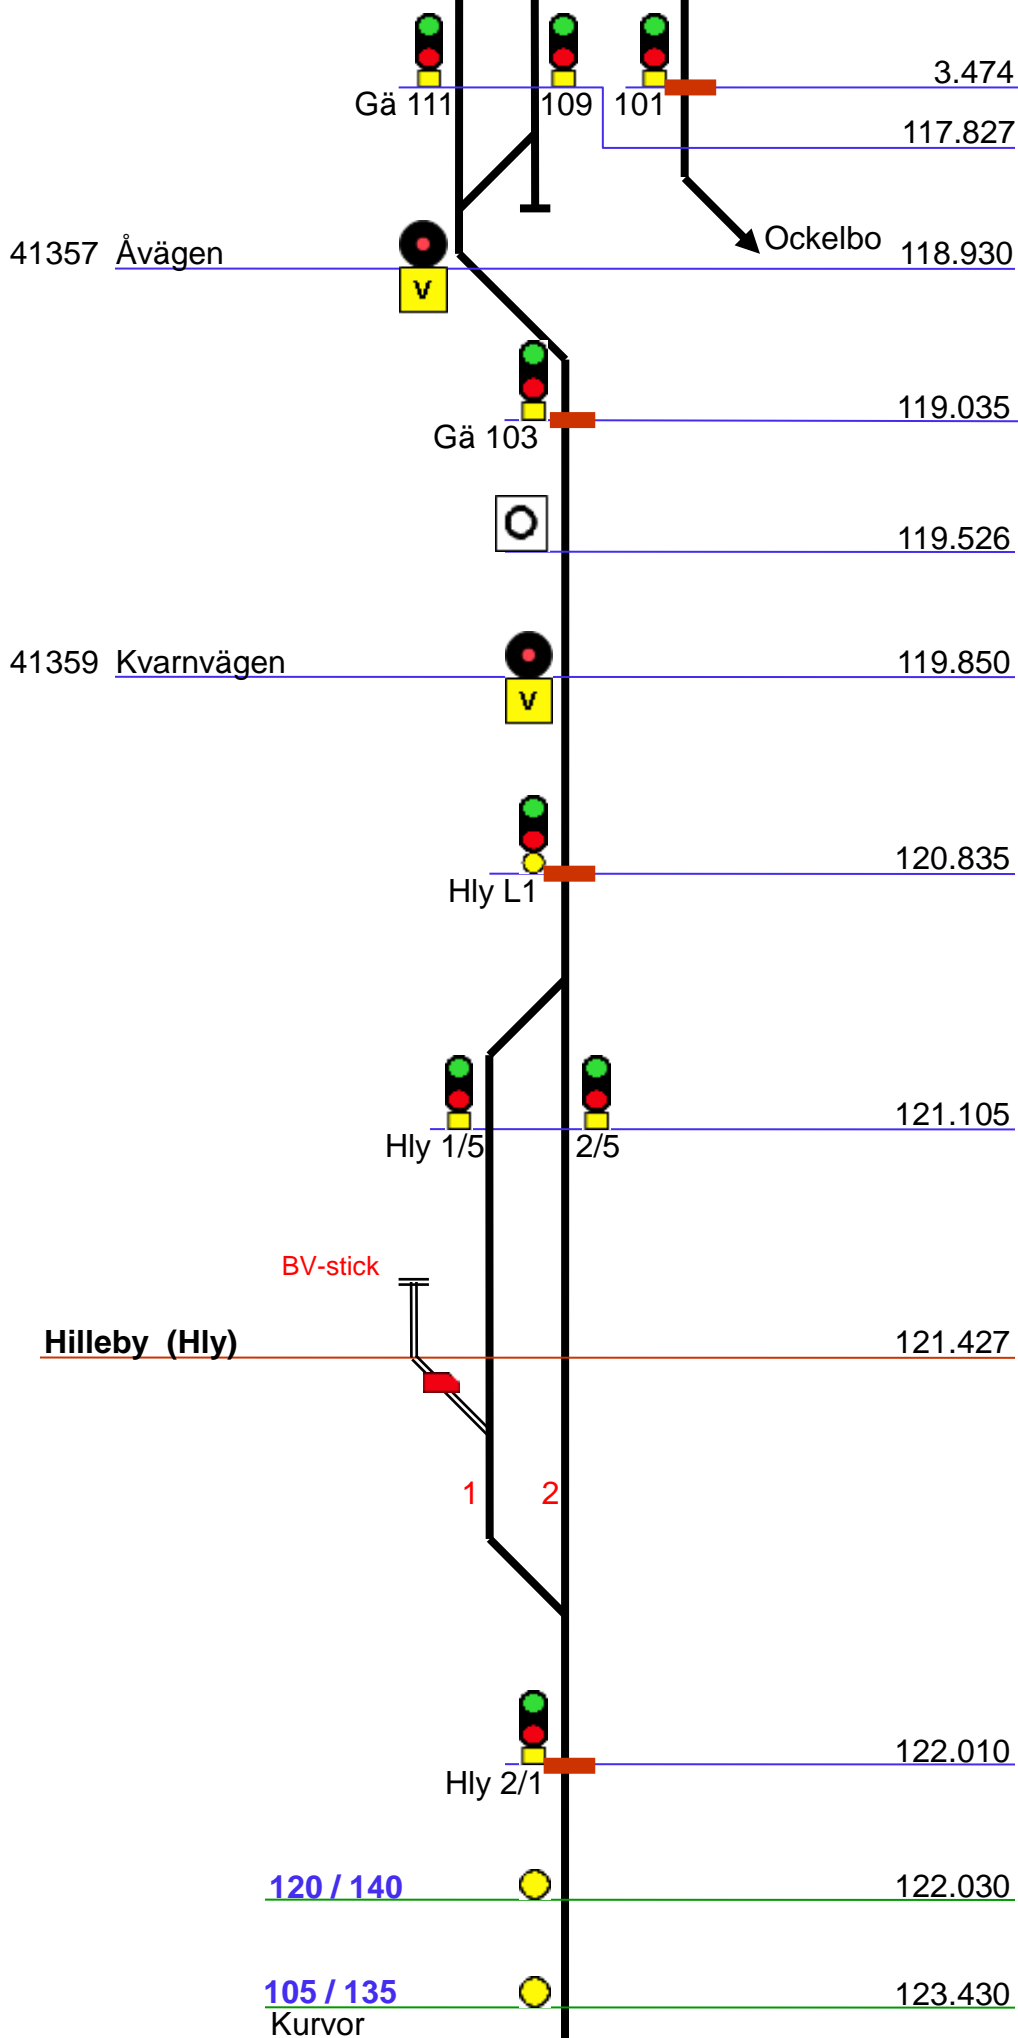 3.474
Gä 111 109 101
117.827
Ockelbo
41357 Åvägen 118.930
V
119.035
Gä 103
119.526
41359 Kvarnvägen 119.850
V
120.835
Hly L1
121.105
Hly 1/5 2/5
BV-stick
Hilleby (Hly) 121.427
1 2
122.010
Hly 2/1
120 / 140 122.030
105 / 135 123.430
Kurvor